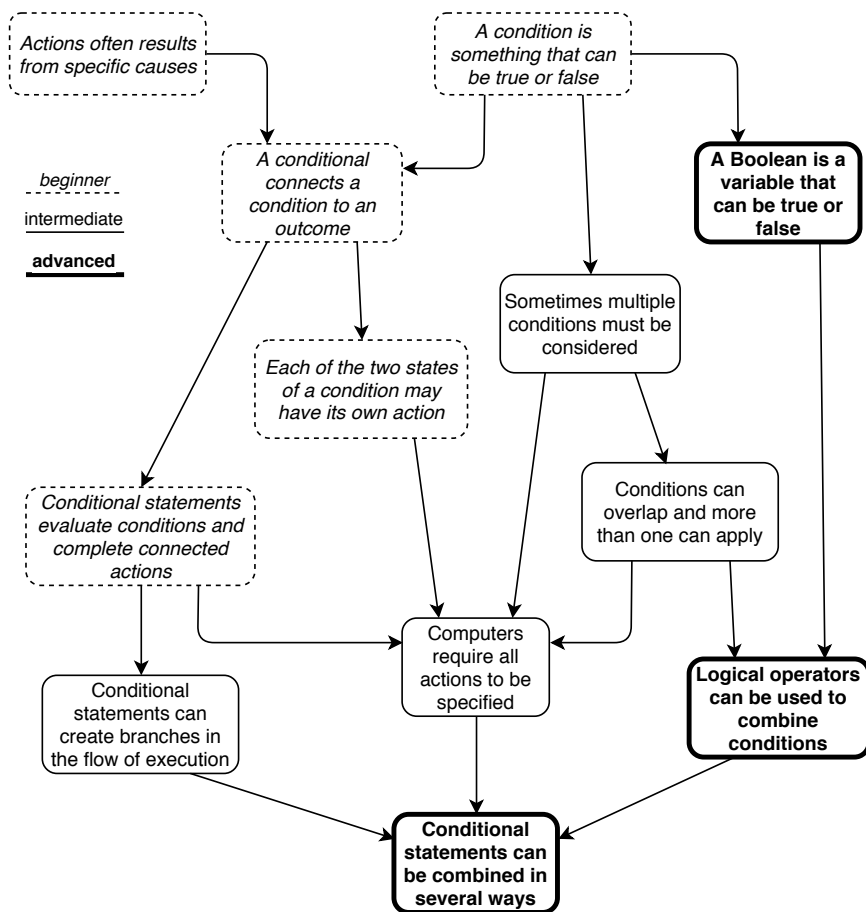 Actions often results
from specific causes
A condition is
something that can
be true or false
A conditional
connects a
condition to an
outcome
A Boolean is a
variable that
can be true or
false
beginner
intermediate
advanced
Sometimes multiple
conditions must be
considered
Each of the two states
of a condition may
have its own action
Conditional statements
evaluate conditions and
complete connected
actions
Conditions can
overlap and more
than one can apply
Computers
require all
actions to be
specified
Conditional
statements can
create branches in
the flow of execution
Logical operators
can be used to
combine
conditions
Conditional
statements can
be combined in
several ways